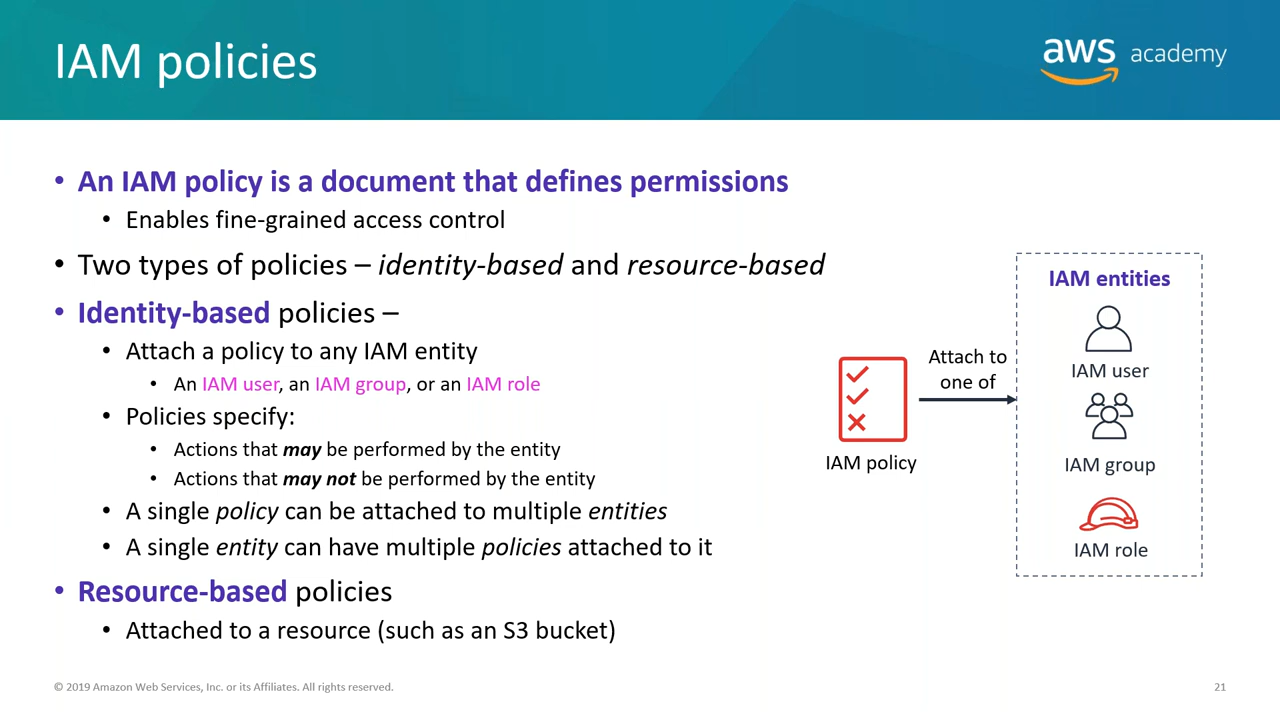 IAM policies
aws academy
• An IAM policy is a document that defines permissions
• Enables fine-grained access control
• Two types of policies – identity-based and resource-based
• Identity-based policies –
• Attach a policy to any IAM entity
• An IAM user, an IAM group, or an IAM role
• Policies specify:
• Actions that may be performed by the entity
• Actions that may not be performed by the entity
• A single policy can be attached to multiple entities
• A single entity can have multiple policies attached to it
• Resource-based policies
• Attached to a resource (such as an S3 bucket)
IAM policy
Attach to
one of
IAM entities
IAM user
IAM group
IAM role
© 2019 Amazon Web Services, Inc. or its Affiliates. All rights reserved.
21